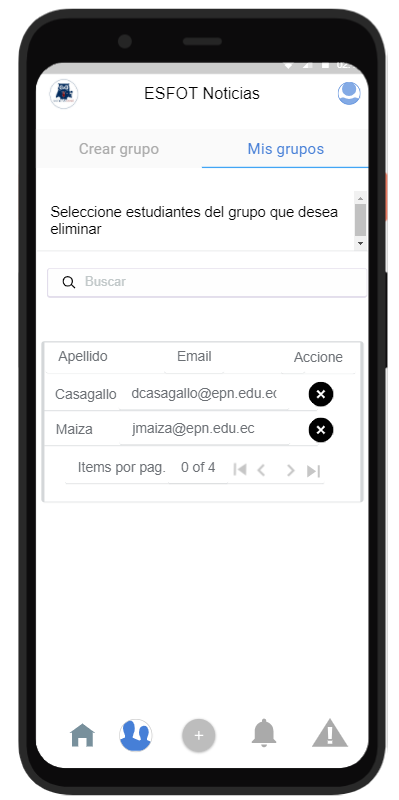 ESFOT Noticias
Crear grupo
Mis grupos
Seleccione estudiantes del grupo que desea
eliminar
Buscar
Apellido Email Accione
Casagallo dcasagallo@epn.edu.ec
Maiza jmaiza@epn.edu.ec
Items por pag. 0 of 4